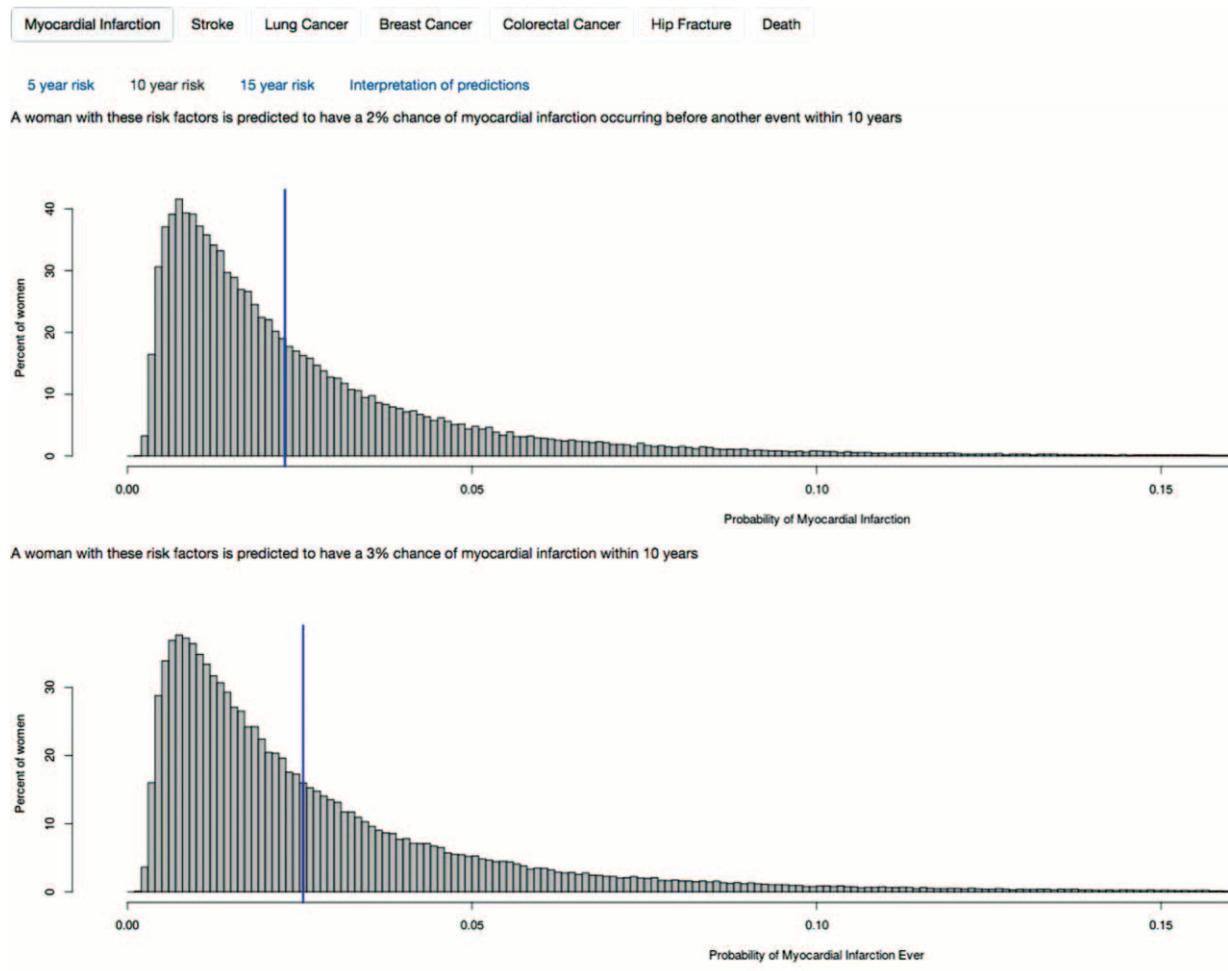 Myocardial Infarction Stroke Lung Cancer Breast Cancer Colorectal Cancer Hip Fracture Death
5 year risk 10 year risk 15 year risk Interpretation of predictions
A woman with these risk factors is predicted to have a 2% chance of myocardial infarction occurring before another event within 10 years
Percent of women
40
30
20
10
0
0.00 0.05 0.10 0.15
Probability of Myocardial Infarction
A woman with these risk factors is predicted to have a 3% chance of myocardial infarction within 10 years
Percent of women
30
20
10
0
0.00 0.05 0.10 0.15
Probability of Myocardial Infarction Ever